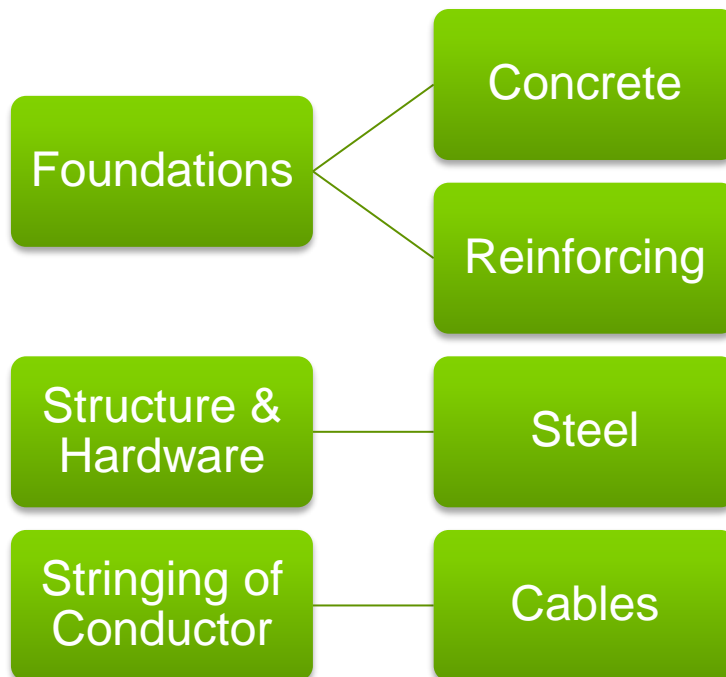 Foundations
Concrete
Reinforcing
Structure &
Hardware
Steel
Stringing of
Conductor
Cables